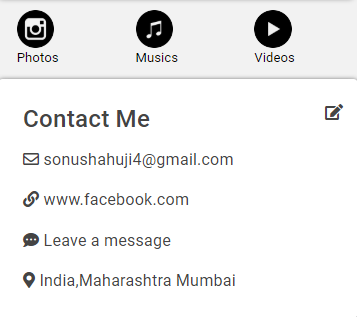 Photos Musics Videos
Contact Me
sonushahuji4@gmail.com
www.facebook.com
Leave a message
India,Maharashtra Mumbai